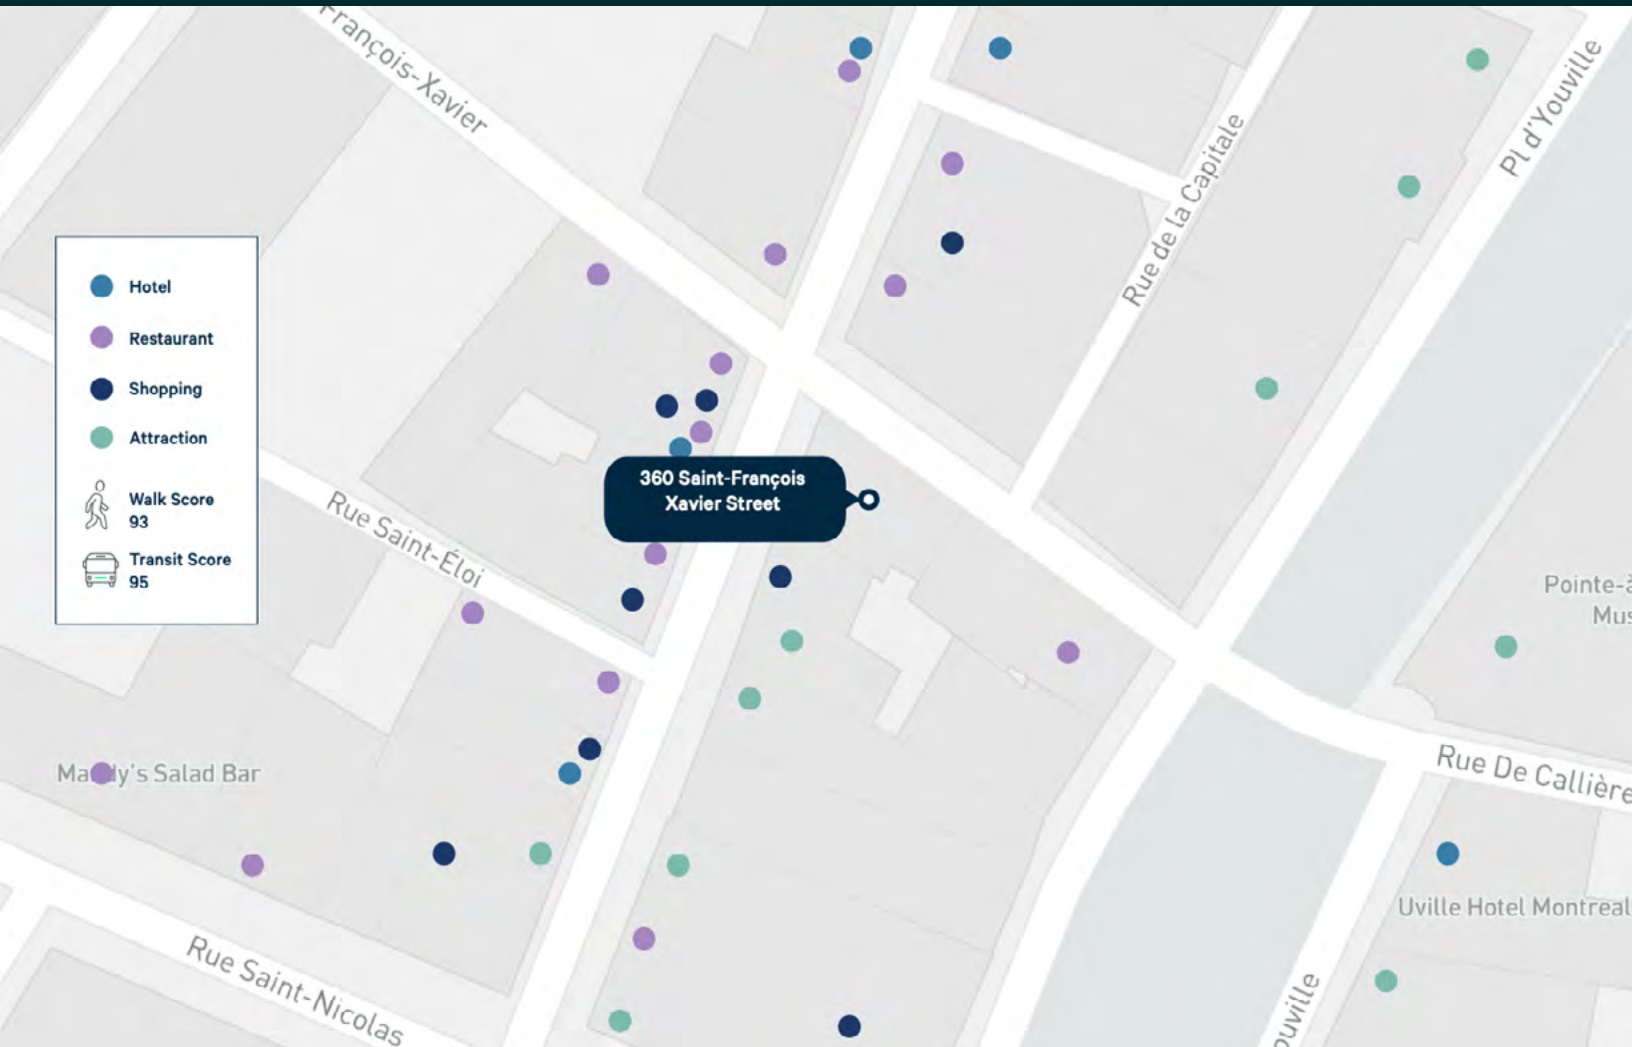 François-Xavier
Rue de la Capitale
Pl d'Youville
Hotel
Restaurant
Shopping
Attraction
Walk Score
93
Transit Score
95
360 Saint-François
Xavier Street
Rue Saint-Éloi
Pointe-à
Mus
Rue De Callière
Mandy's Salad Bar
Uville Hotel Montreal
Rue Saint-Nicolas
ouville